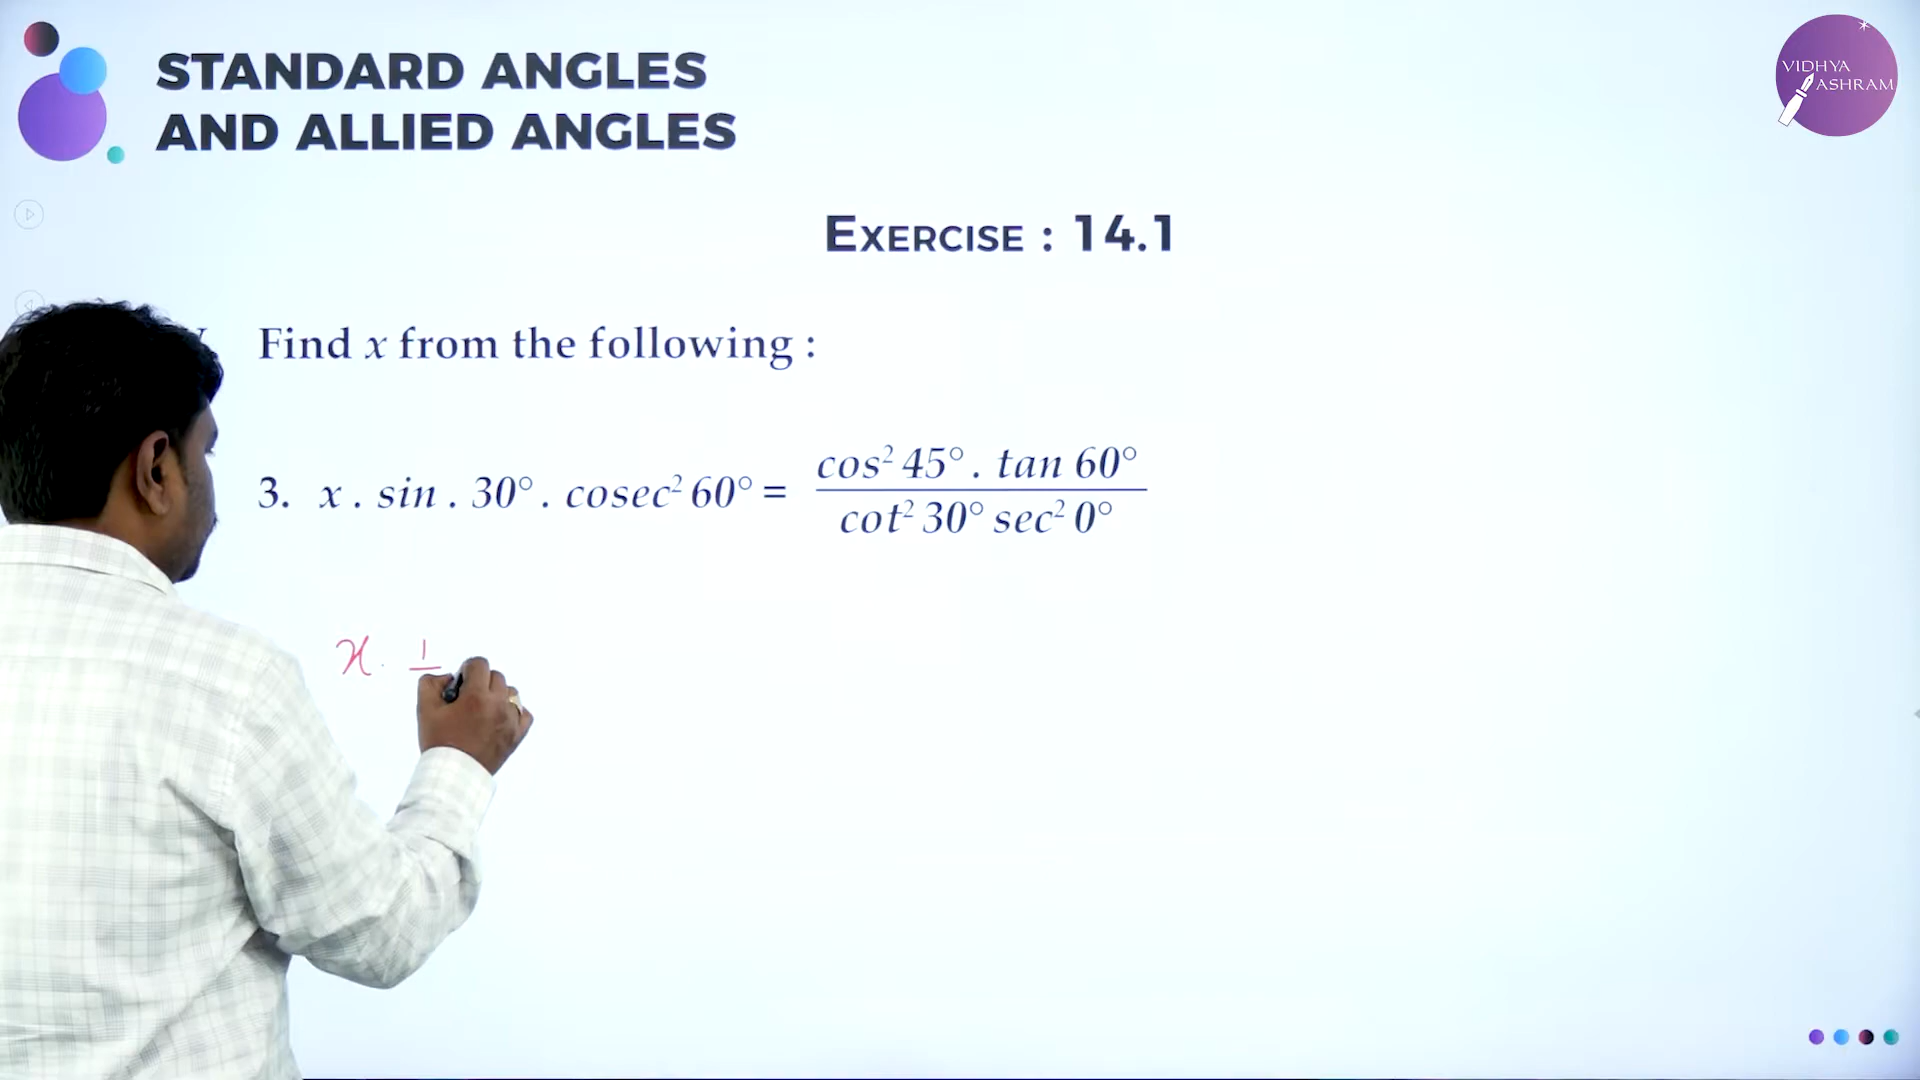 STANDARD ANGLES
AND ALLIED ANGLES
VIDHYA
ASHRAM
EXERCISE : 14.1
Find x from the following :
3. x . sin . 30° . cosec² 60° = cos² 45° . tan 60° / cot² 30° sec² 0°
x . 1